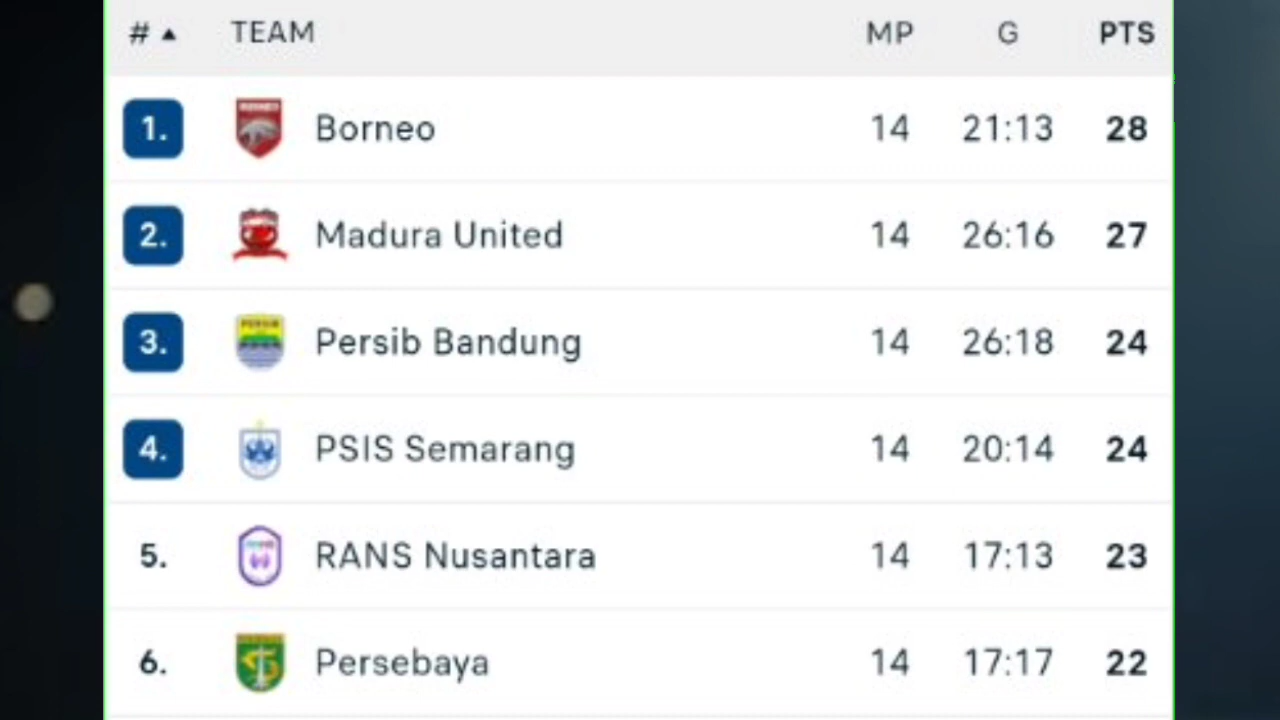 # ▲ TEAM MP G PTS
1. Borneo 14 21:13 28
2. Madura United 14 26:16 27
3. Persib Bandung 14 26:18 24
4. PSIS Semarang 14 20:14 24
5. RANS Nusantara 14 17:13 23
6. Persebaya 14 17:17 22